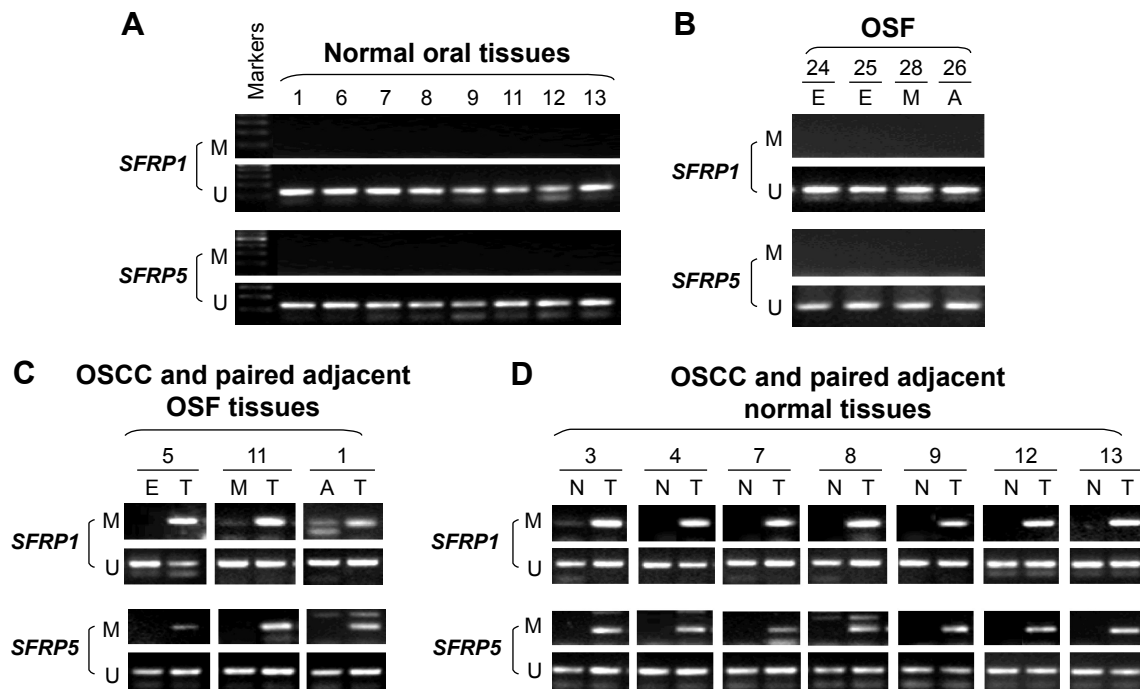 A
Markers
Normal oral tissues
1 6 7 8 9 11 12 13
SFRP1
M
U
SFRP5
M
U
B
OSF
24 25 28 26
E E M A
SFRP1
M
U
SFRP5
M
U
C
OSCC and paired adjacent
OSF tissues
5 11 1
E T M T A T
SFRP1
M
U
SFRP5
M
U
D
OSCC and paired adjacent
normal tissues
3 4 7 8 9 12 13
N T N T N T N T N T N T N T
SFRP1
M
U
SFRP5
M
U